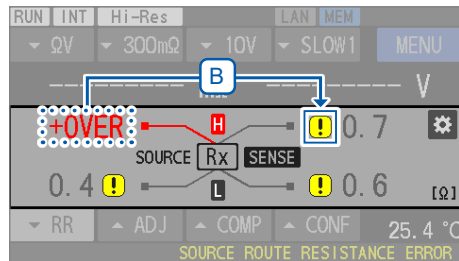 RUN INT Hi-Res LAN MEM
ΩV 300mΩ 10V SLOW1 MENU
B
------ V
+OVER H ! 0.7
SOURCE Rx SENSE
0.4 ! L ! 0.6 [Ω]
RR ADJ COMP CONF 25.4 °C
SOURCE ROUTE RESISTANCE ERROR